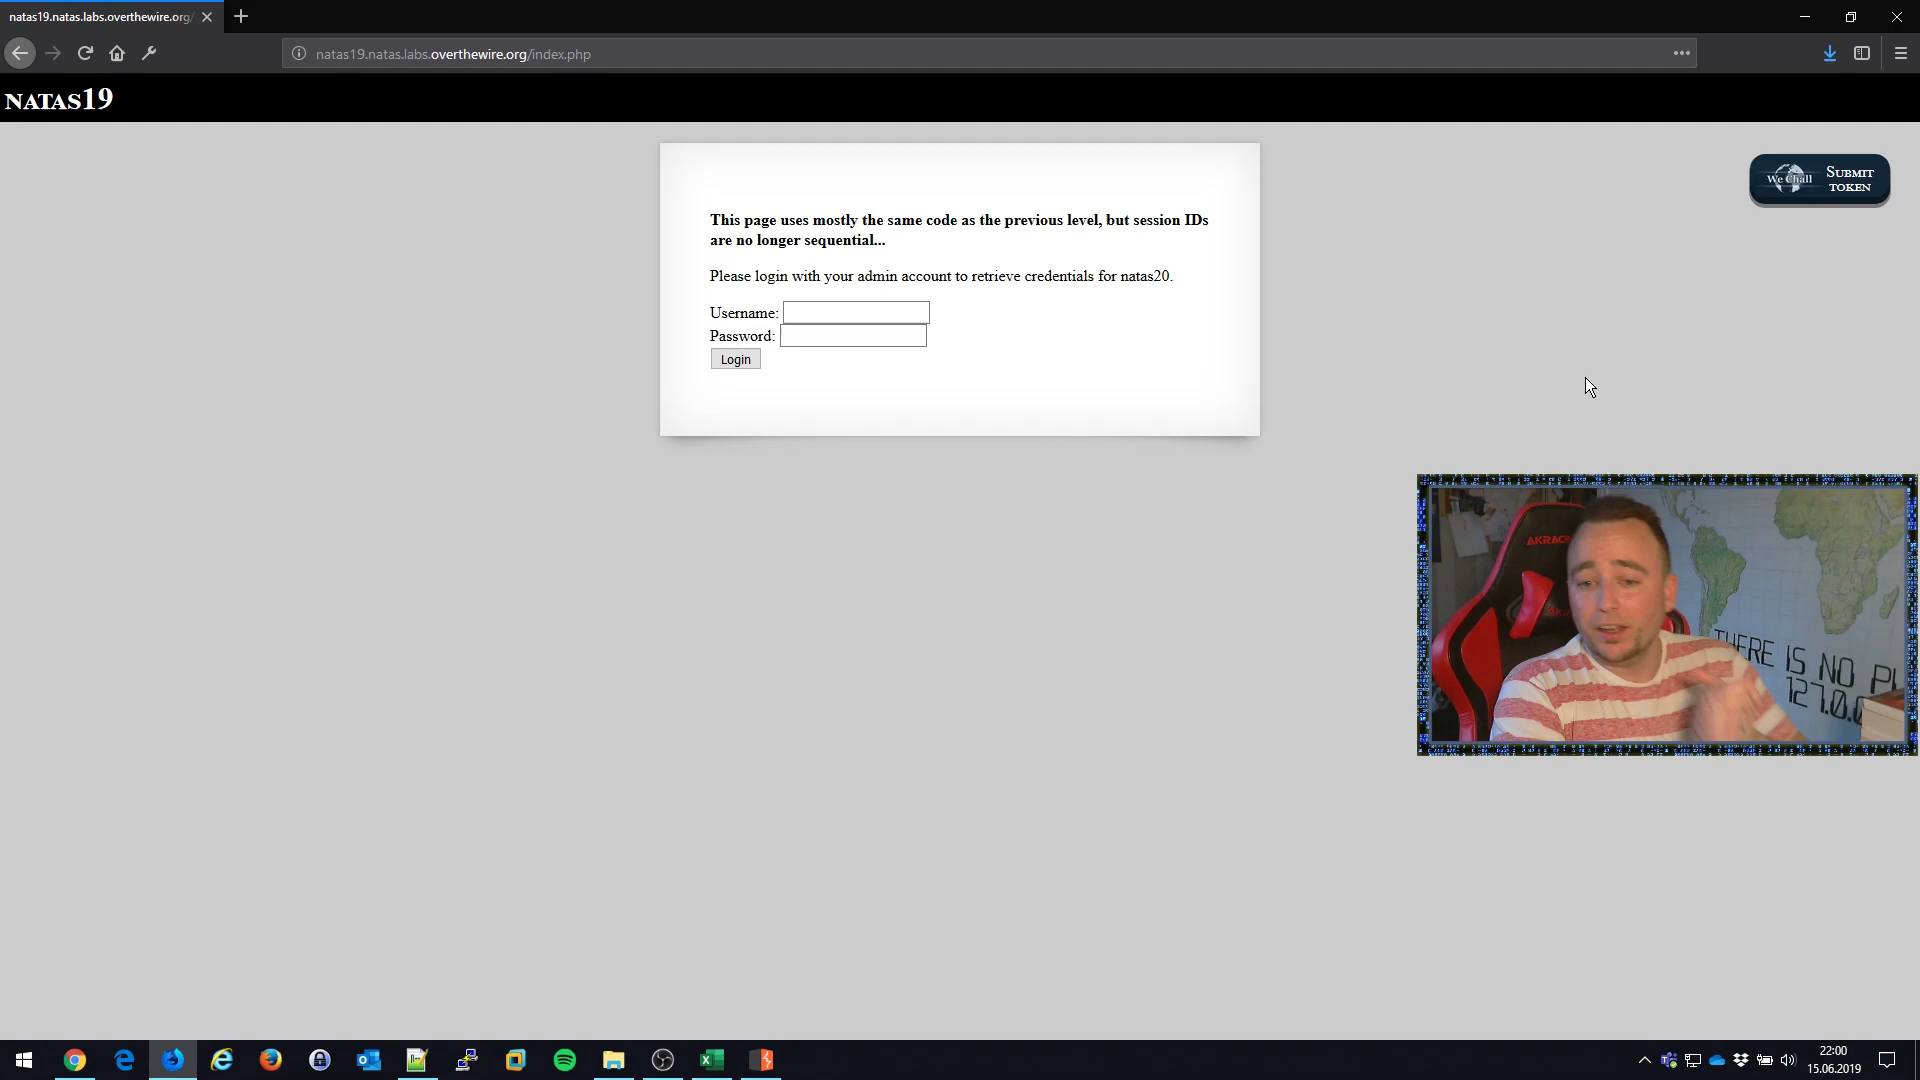 natas19.natas.labs.overthewire.org/
natas19.natas.labs.overthewire.org/index.php
NATAS19
We Chall
SUBMIT
TOKEN
This page uses mostly the same code as the previous level, but session IDs
are no longer sequential...
Please login with your admin account to retrieve credentials for natas20.
Username:
Password:
Login
THERE IS NO
127.0.0
22:00
15.06.2019